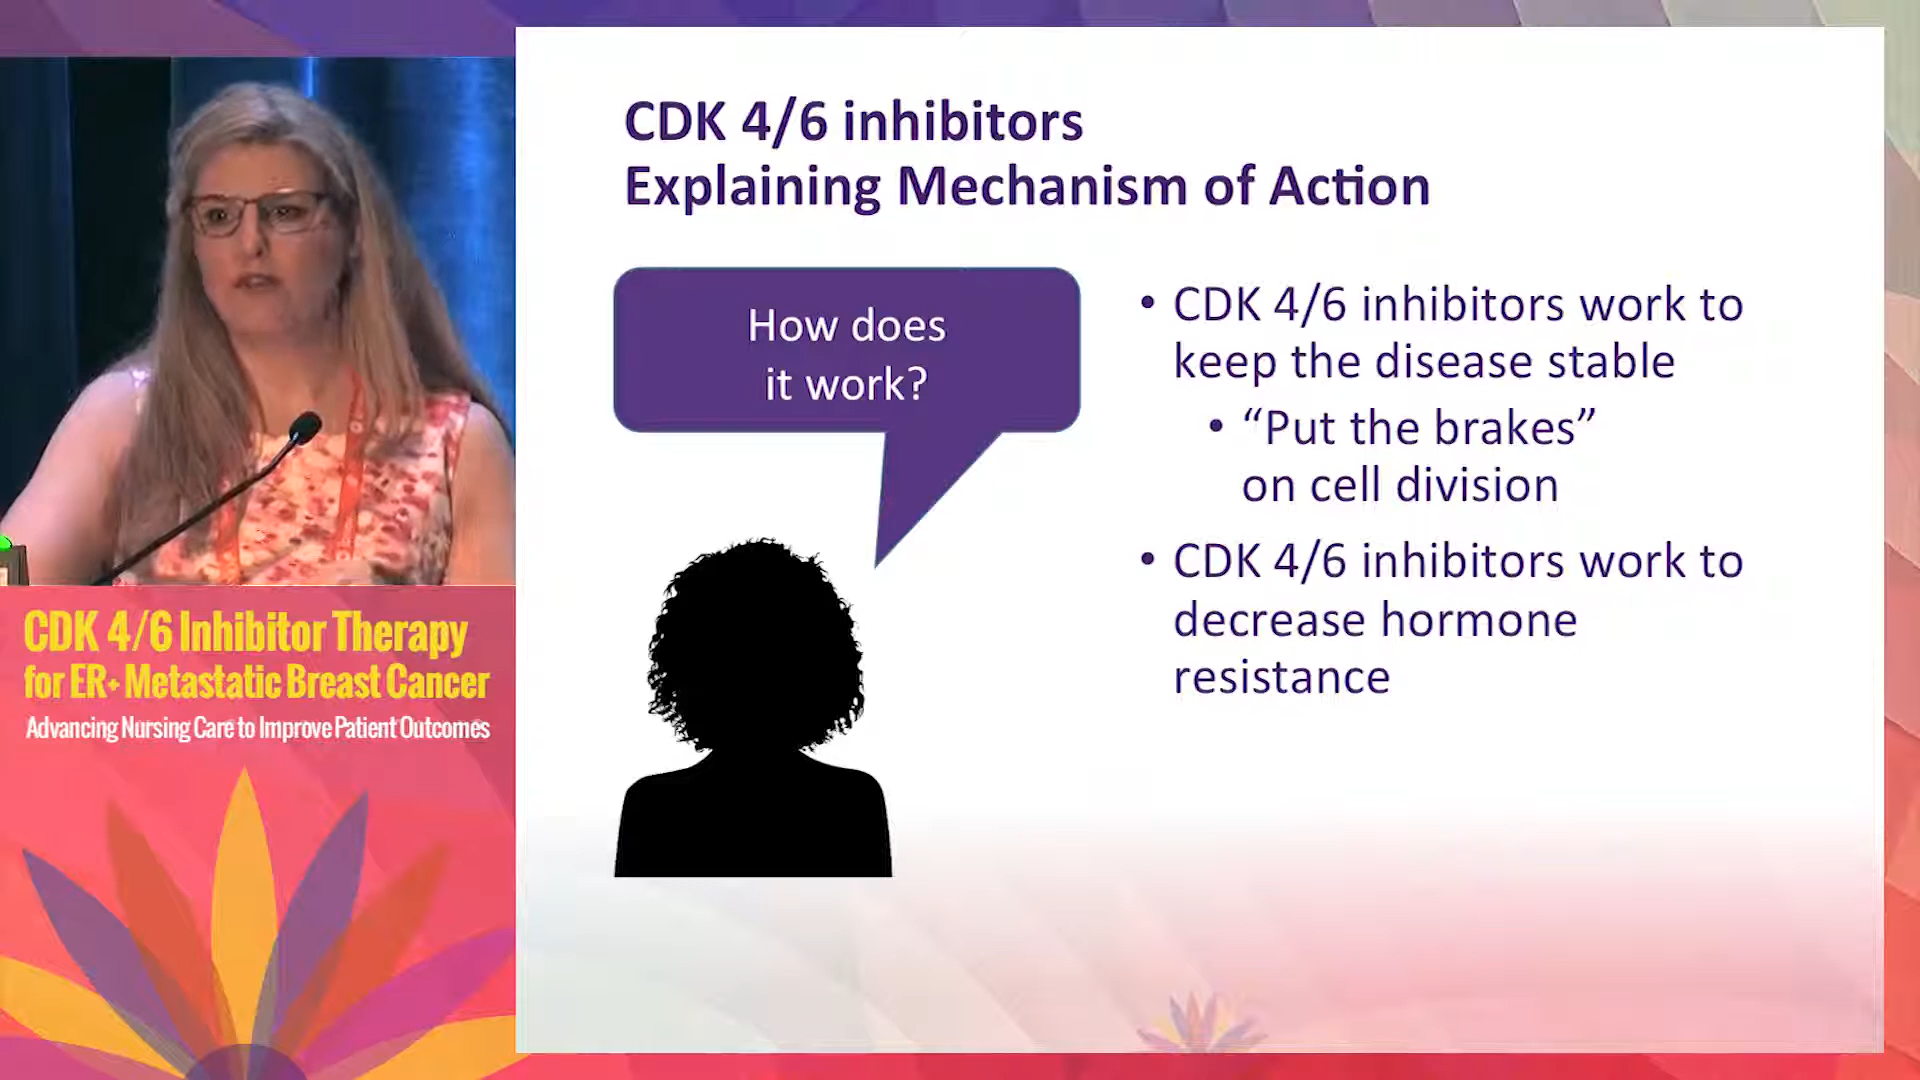 CDK 4/6 inhibitors
Explaining Mechanism of Action
How does
it work?
• CDK 4/6 inhibitors work to
keep the disease stable
• “Put the brakes”
on cell division
• CDK 4/6 inhibitors work to
decrease hormone
resistance
CDK 4/6 Inhibitor Therapy
for ER+ Metastatic Breast Cancer
Advancing Nursing Care to Improve Patient Outcomes